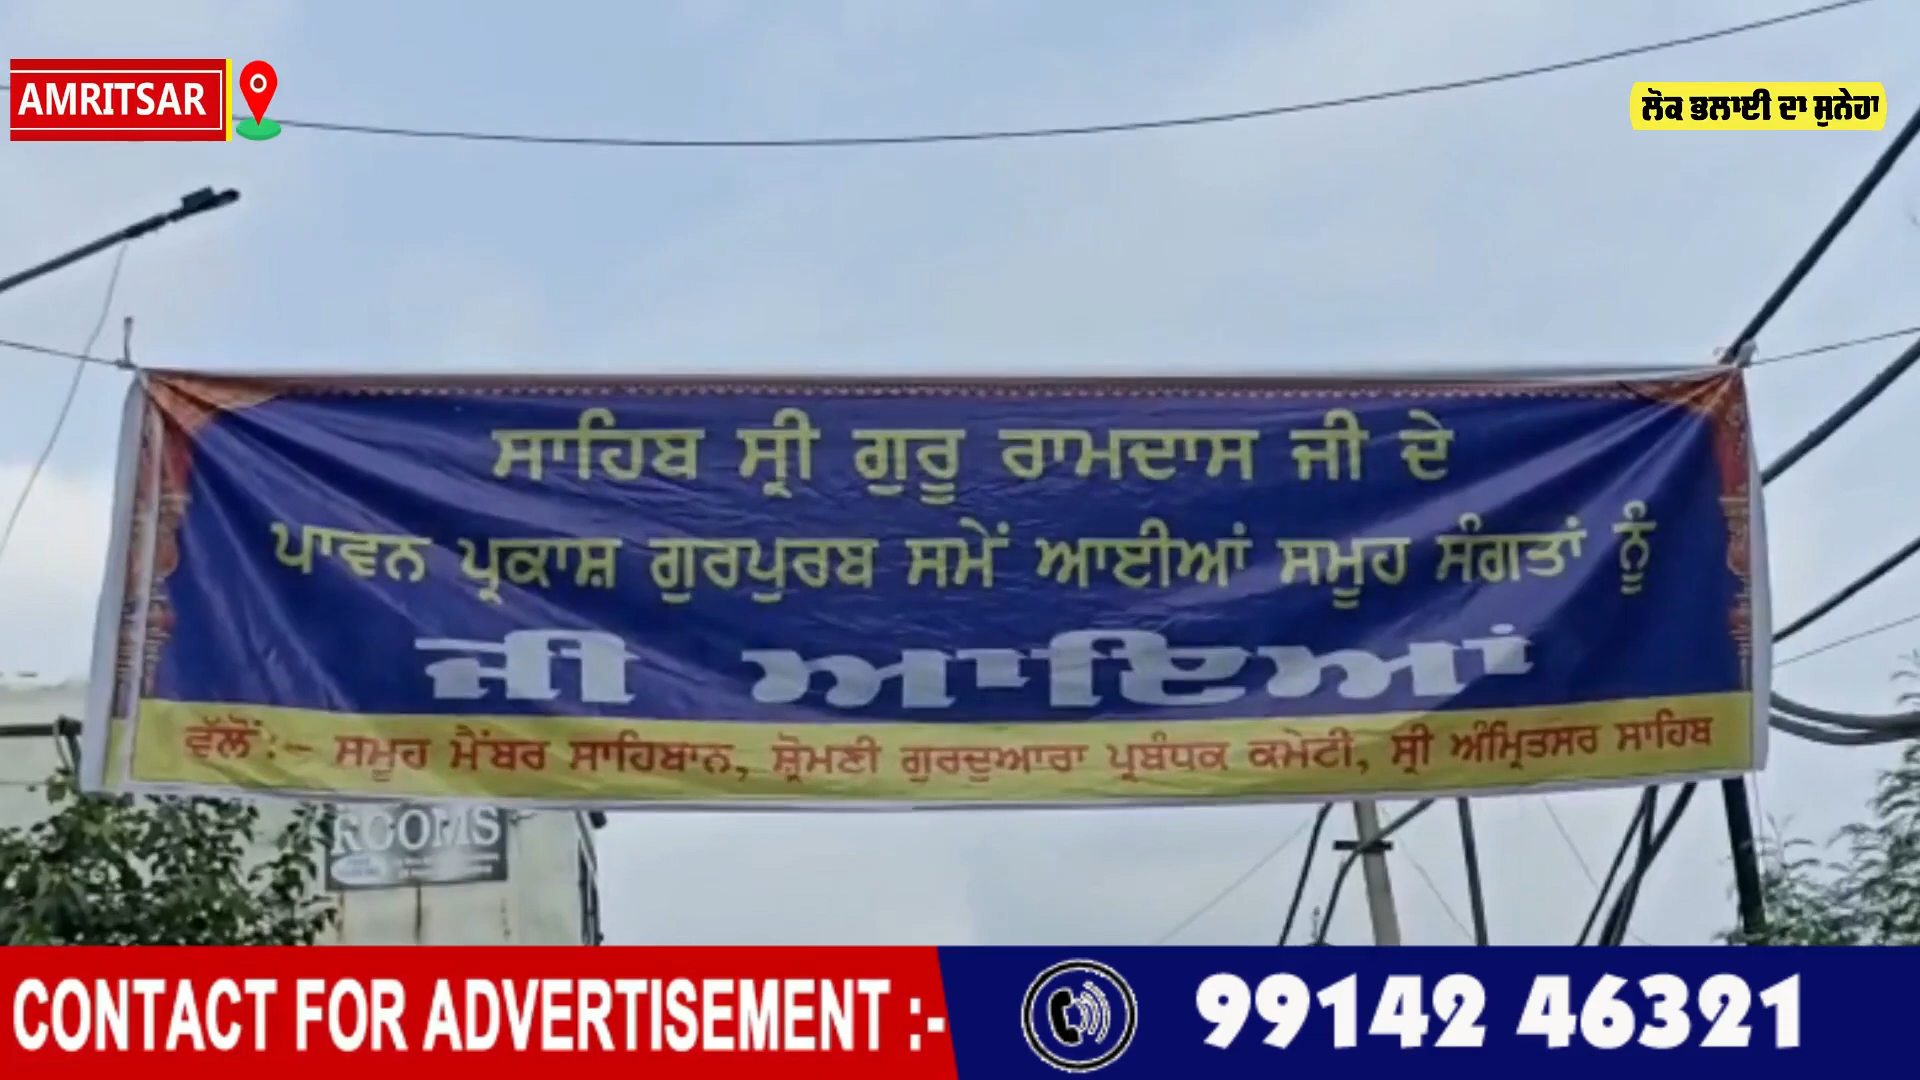 AMRITSAR
ਲੋਕ ਭਲਾਈ ਦਾ ਸੁਨੇਹਾ
ਸਾਹਿਬ ਸ੍ਰੀ ਗੁਰੂ ਰਾਮਦਾਸ ਜੀ ਦੇ
ਪਾਵਨ ਪ੍ਰਕਾਸ਼ ਗੁਰਪੁਰਬ ਸਮੇਂ ਆਈਆਂ ਸਮੂਹ ਸੰਗਤਾਂ ਨੂੰ
ਜੀ ਆਇਆਂ
ਵੱਲੋਂ:- ਸਮੂਹ ਮੈਂਬਰ ਸਾਹਿਬਾਨ, ਸ਼੍ਰੋਮਣੀ ਗੁਰਦੁਆਰਾ ਪ੍ਰਬੰਧਕ ਕਮੇਟੀ, ਸ੍ਰੀ ਅੰਮ੍ਰਿਤਸਰ ਸਾਹਿਬ
ROOMS
CONTACT FOR ADVERTISEMENT :- 99142 46321